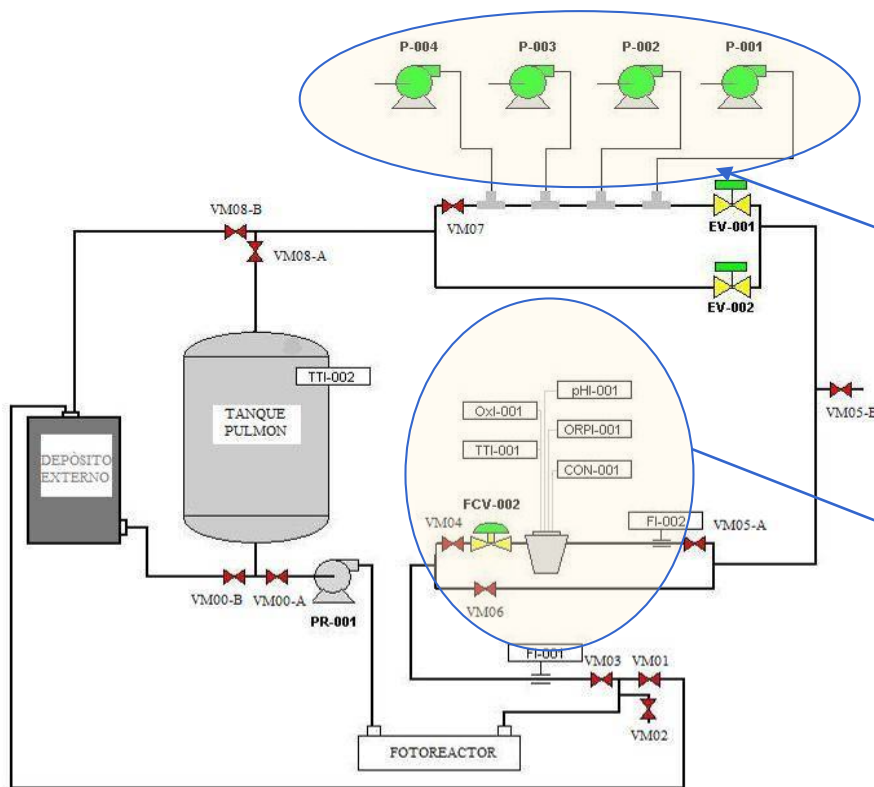 P-004
P-003
P-002
P-001
VM08-B
VM07
EV-001
VM08-A
EV-002
TTI-002
pHI-001
VM05-B
OxI-001
TANQUE
PULMON
ORPI-001
DEPÒSITO
EXTERNO
TTI-001
CON-001
FCV-002
VM04
FI-002
VM05-A
VM00-B
VM00-A
VM06
PR-001
FI-001
VM03
VM01
VM02
FOTOREACTOR